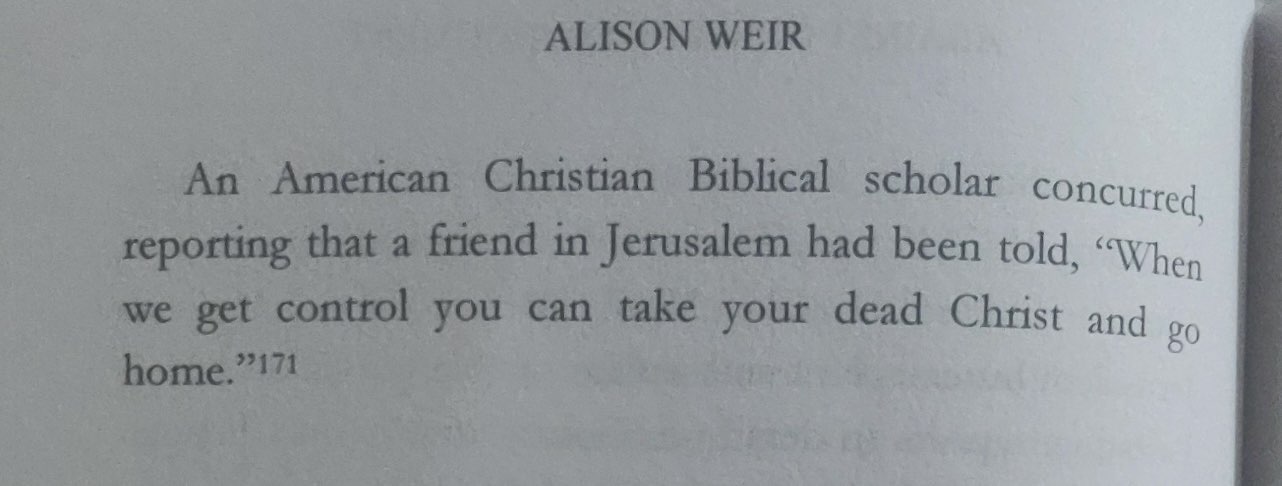 ALISON WEIR
An American Christian Biblical scholar concurred,
reporting that a friend in Jerusalem had been told, “When
we get control you can take your dead Christ and go
home.”171